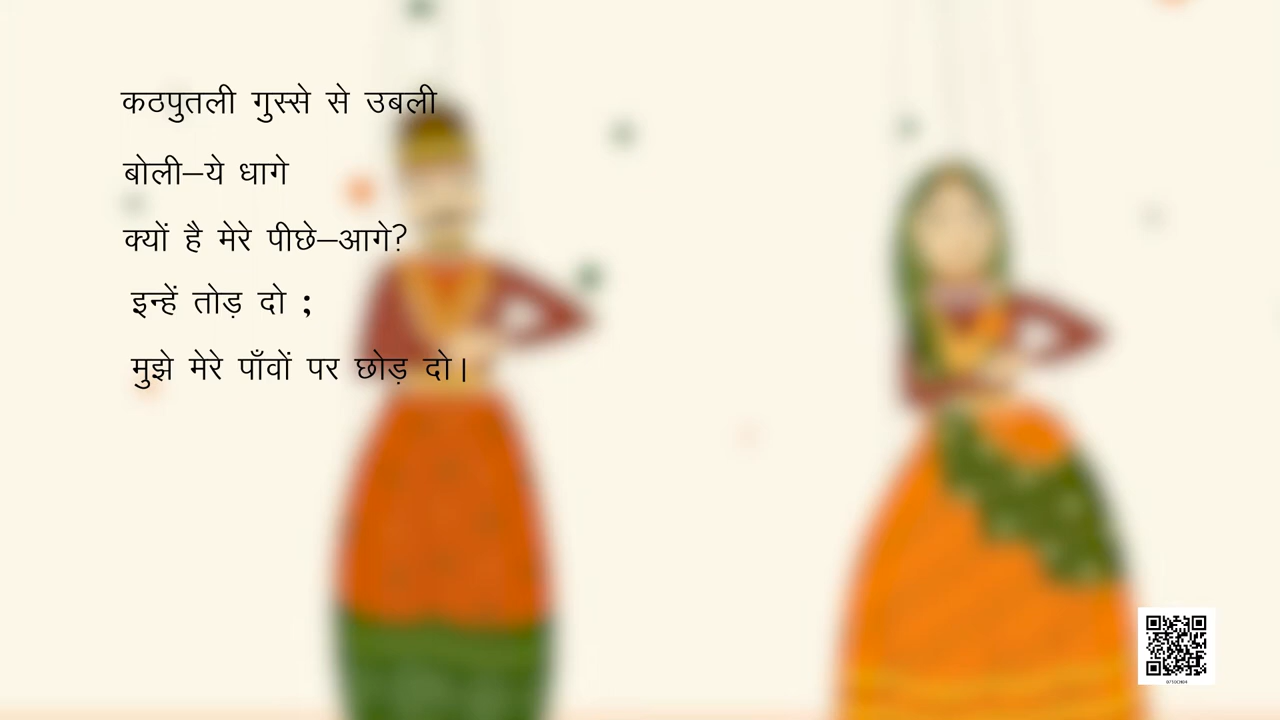 कठपुतली गुस्से से उबली
बोली–ये धागे
क्यों है मेरे पीछे–आगे?
इन्हें तोड़ दो ;
मुझे मेरे पाँवों पर छोड़ दो।